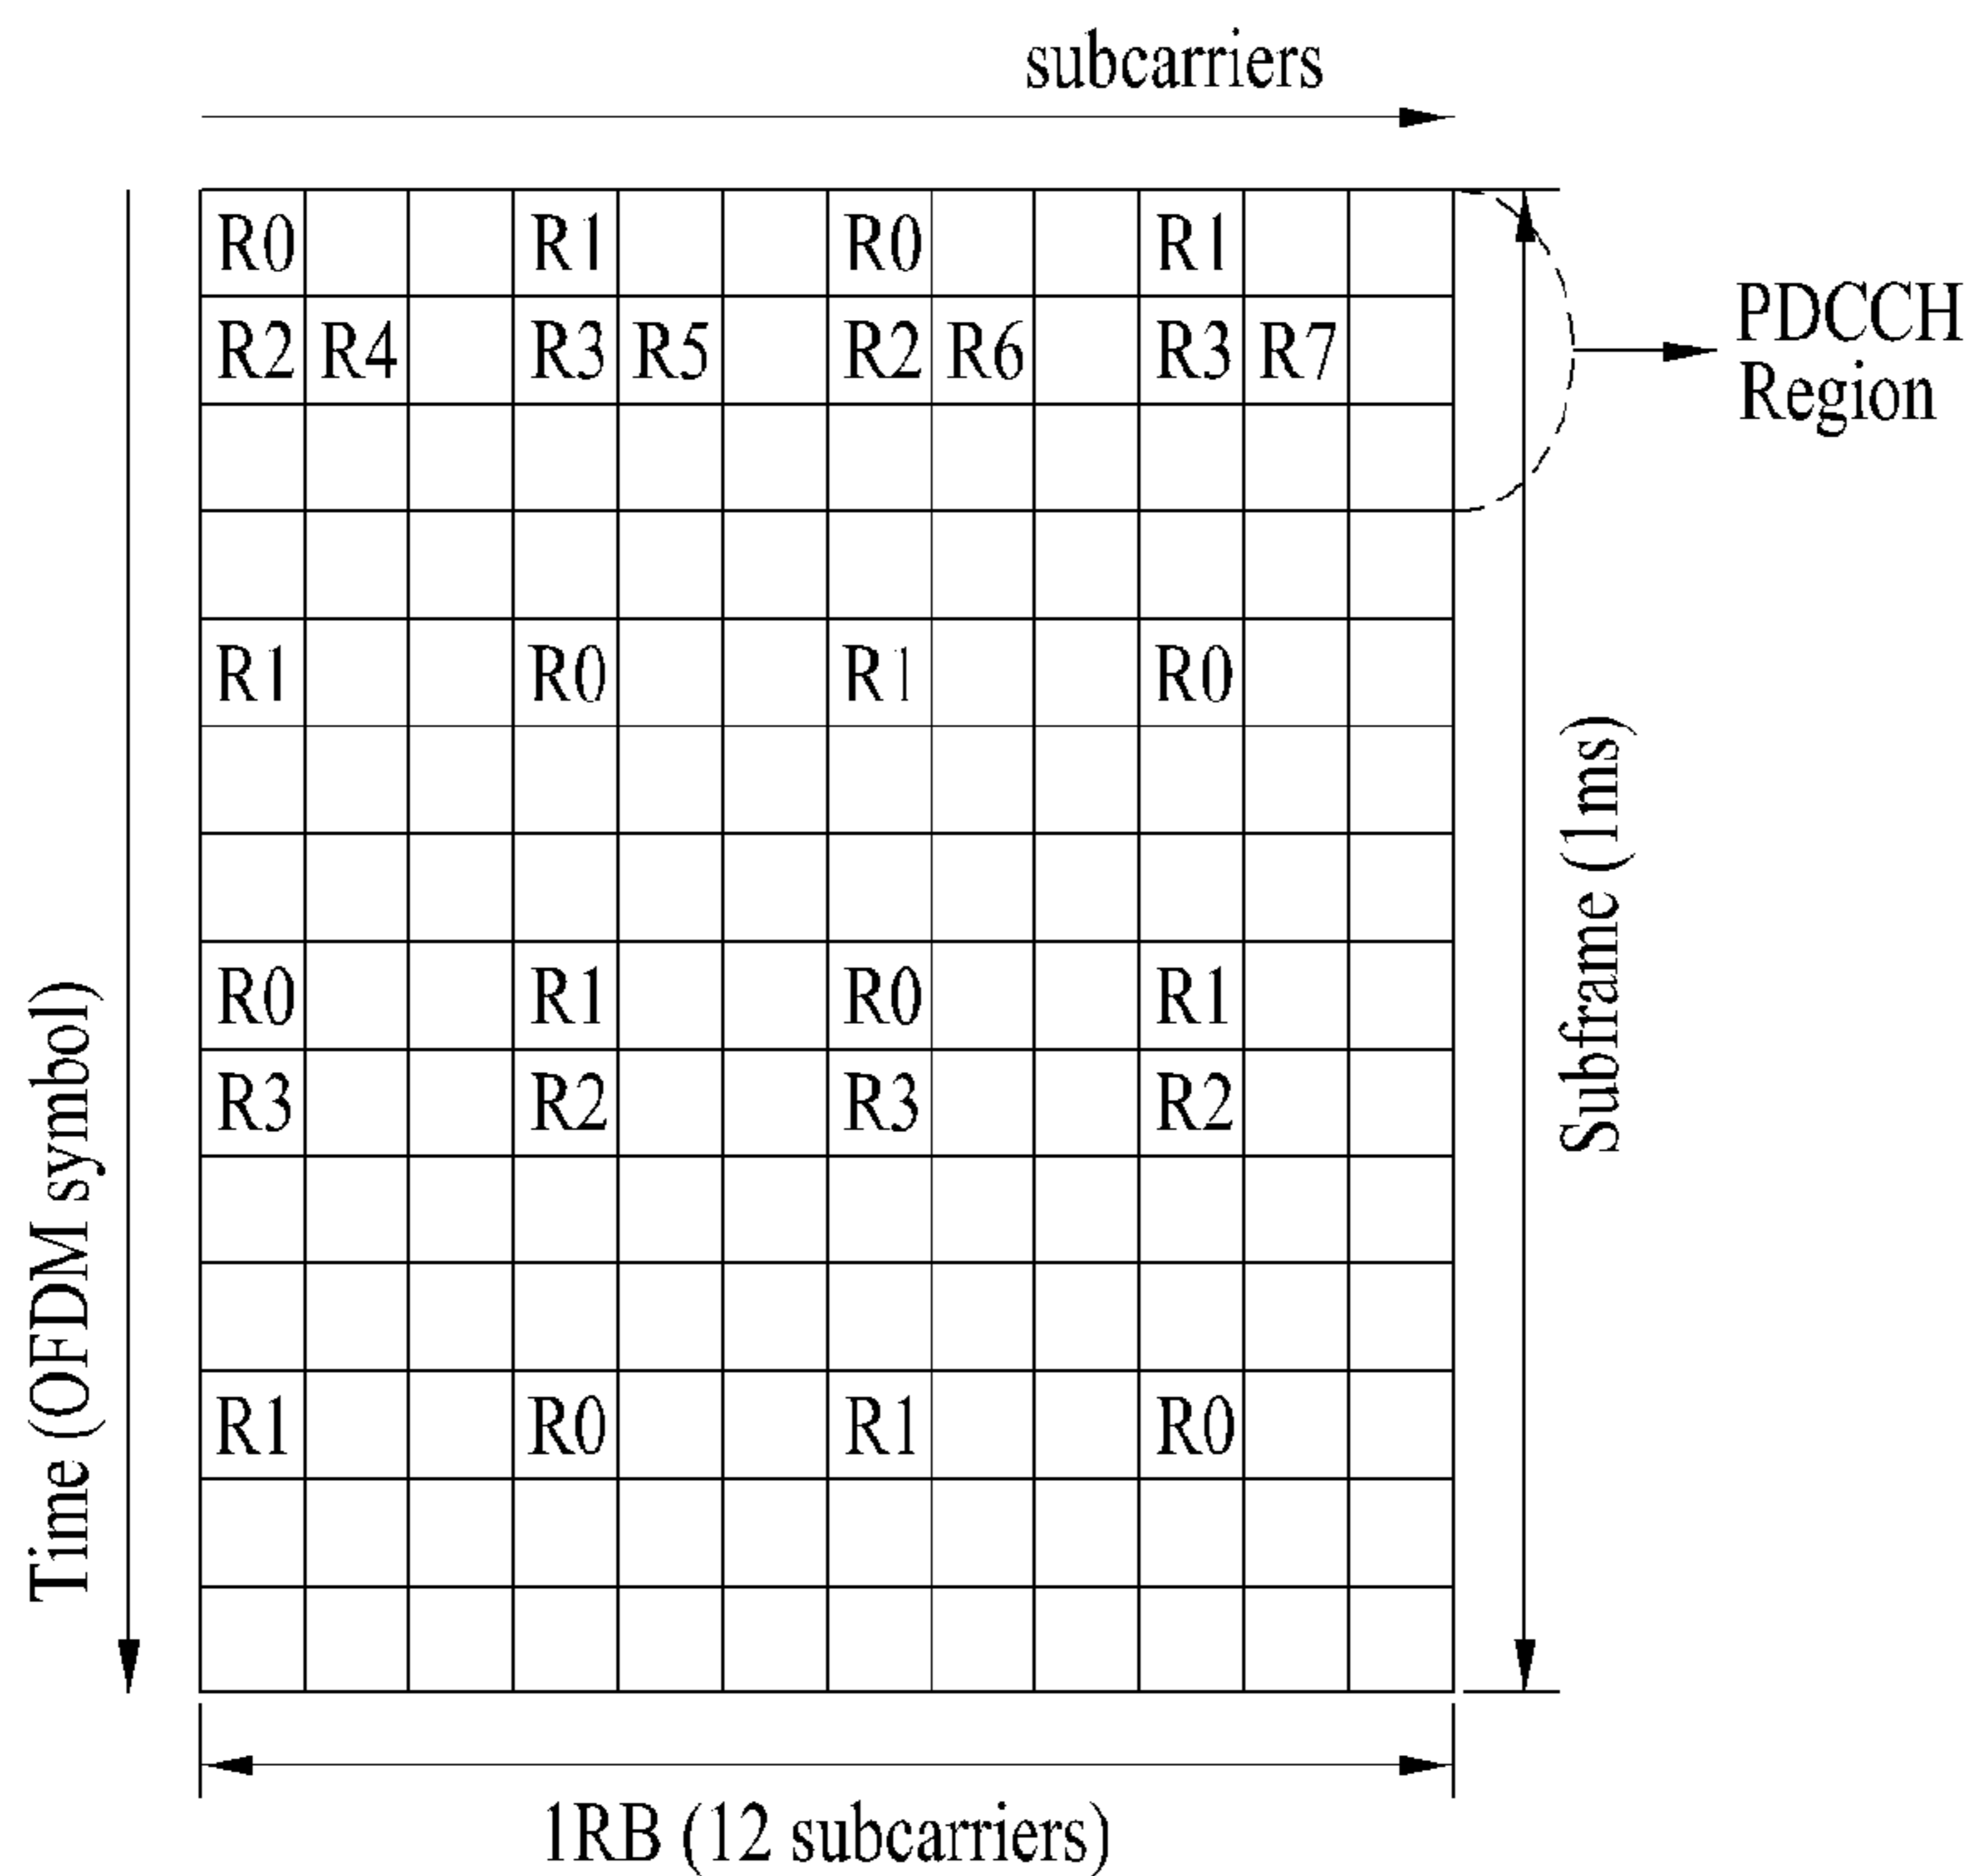 subcarriers
R0 R1 R0 R1
R2 R4 R3 R5 R2 R6 R3 R7
PDCCH
Region
R1 R0 R1 R0
R0 R1 R0 R1
R3 R2 R3 R2
R1 R0 R1 R0
Time (OFDM symbol)
Subframe (1ms)
1RB (12 subcarriers)